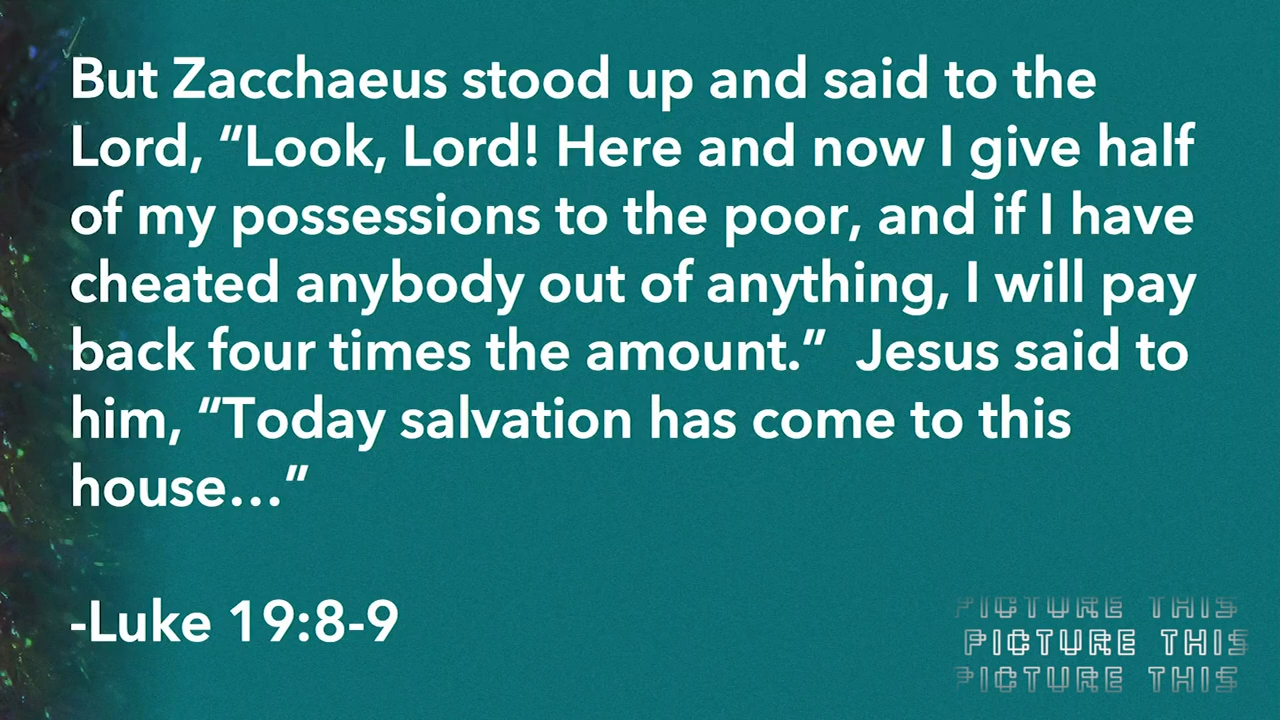 But Zacchaeus stood up and said to the
Lord, “Look, Lord! Here and now I give half
of my possessions to the poor, and if I have
cheated anybody out of anything, I will pay
back four times the amount.”  Jesus said to
him, “Today salvation has come to this
house…”
-Luke 19:8-9
PICTURE THIS
PICTURE THIS
PICTURE THIS